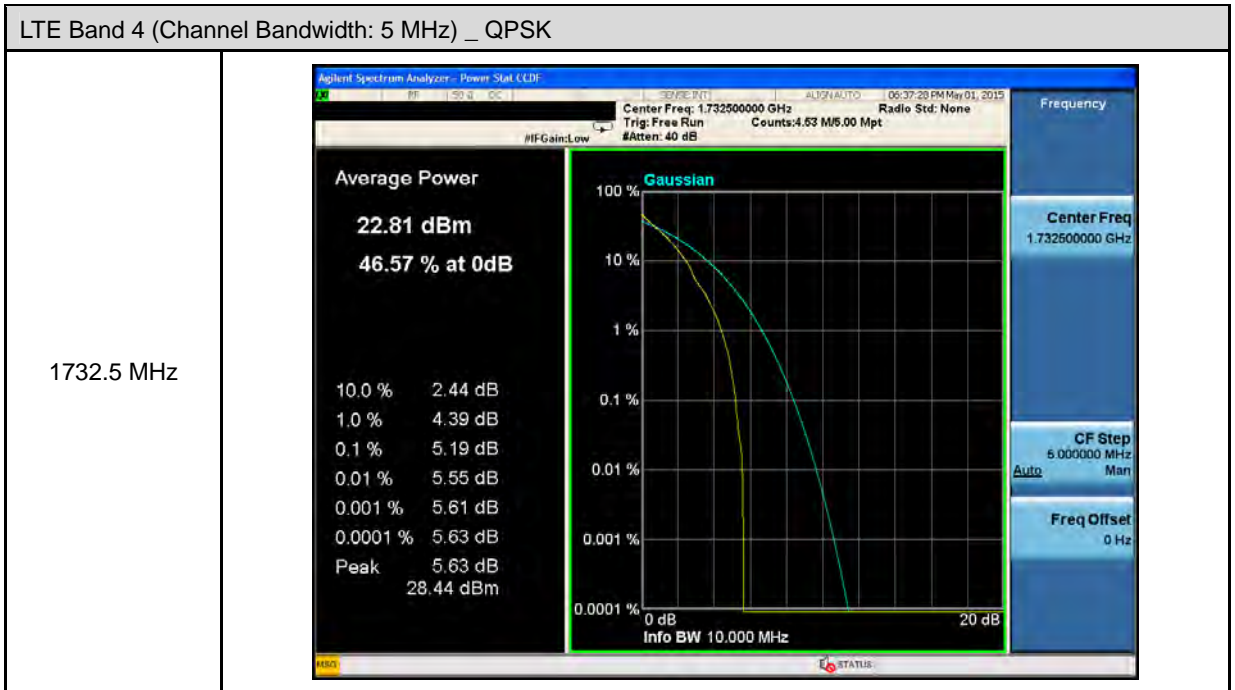 LTE Band 4 (Channel Bandwidth: 5 MHz) _ QPSK
1732.5 MHz
Agilent Spectrum Analyzer - Power Stat CCDF
RF 50 Ω DC SENSE:INT ALIGN AUTO 06:37:28 PM May 01, 2015
Center Freq: 1.732500000 GHz Radio Std: None
Trig: Free Run Counts:4.53 M/5.00 Mpt
#IFGain:Low #Atten: 40 dB
Average Power
22.81 dBm
46.57 % at 0dB
10.0 % 2.44 dB
1.0 % 4.39 dB
0.1 % 5.19 dB
0.01 % 5.55 dB
0.001 % 5.61 dB
0.0001 % 5.63 dB
Peak 5.63 dB
28.44 dBm
Gaussian
100 %
10 %
1 %
0.1 %
0.01 %
0.001 %
0.0001 %
0 dB 20 dB
Info BW 10.000 MHz
Frequency
Center Freq
1.732500000 GHz
CF Step
5.000000 MHz
Auto Man
Freq Offset
0 Hz
MSG STATUS